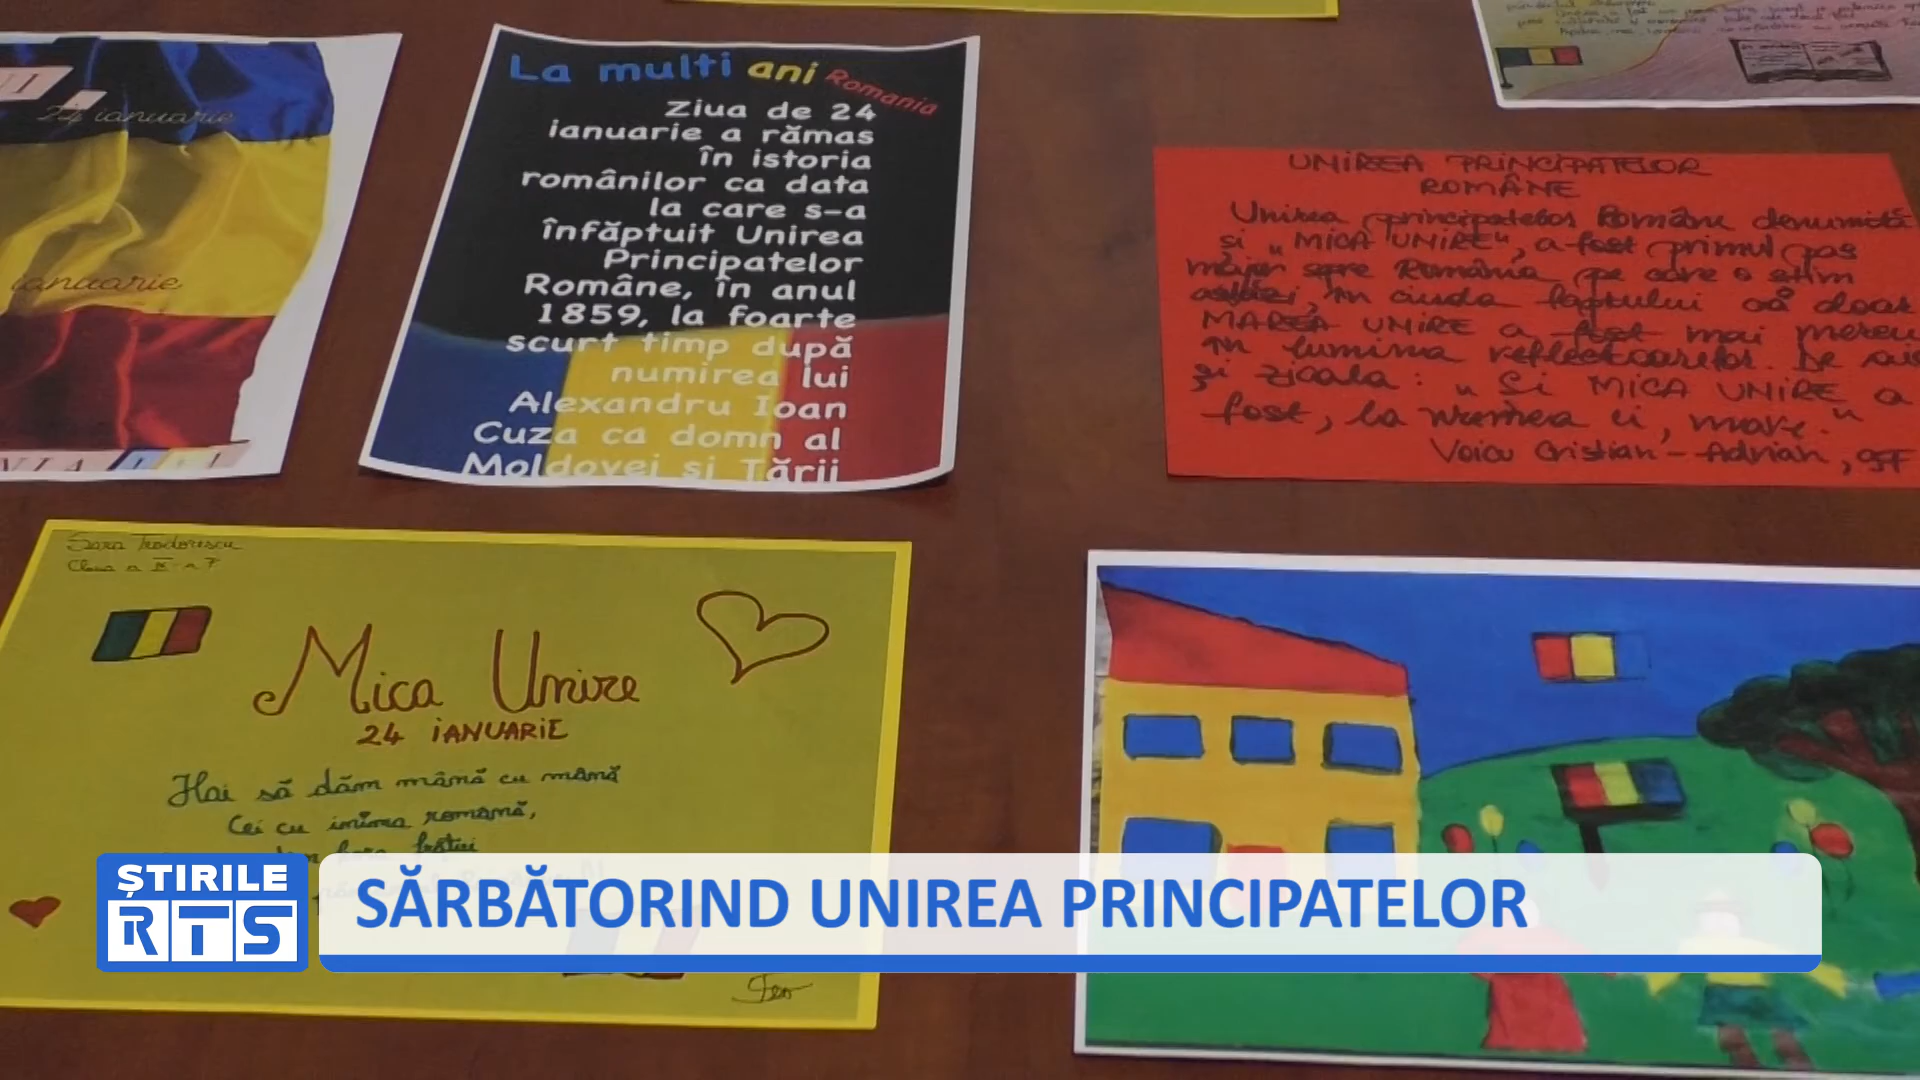 24 ianuarie
ianuarie
La multi ani Romania
Ziua de 24
ianuarie a rămas
în istoria
românilor ca data
la care s-a
înfăptuit Unirea
Principatelor
Române, în anul
1859, la foarte
scurt timp după
numirea lui
Alexandru Ioan
Cuza ca domn al
Moldovei și Țării
UNIREA PRINCIPATELOR
ROMÂNE
Unirea principatelor Române denumită
și „MICA UNIRE", a fost primul pas
major spre România pe care o știm
astăzi, în ciuda faptului că doar
MAREA UNIRE a fost mai mereu
în lumina reflectoarelor. De
și zicala: „Și MICA UNIRE a
fost, la vremea ei, mare."
Voicu Cristian-Adrian,
Sara Teodorescu
Clasa a
Mica Unire
24 IANUARIE
Hai să dăm mână cu mână
Cei cu inima română,
ȘTIRILE
RTS
SĂRBĂTORIND UNIREA PRINCIPATELOR